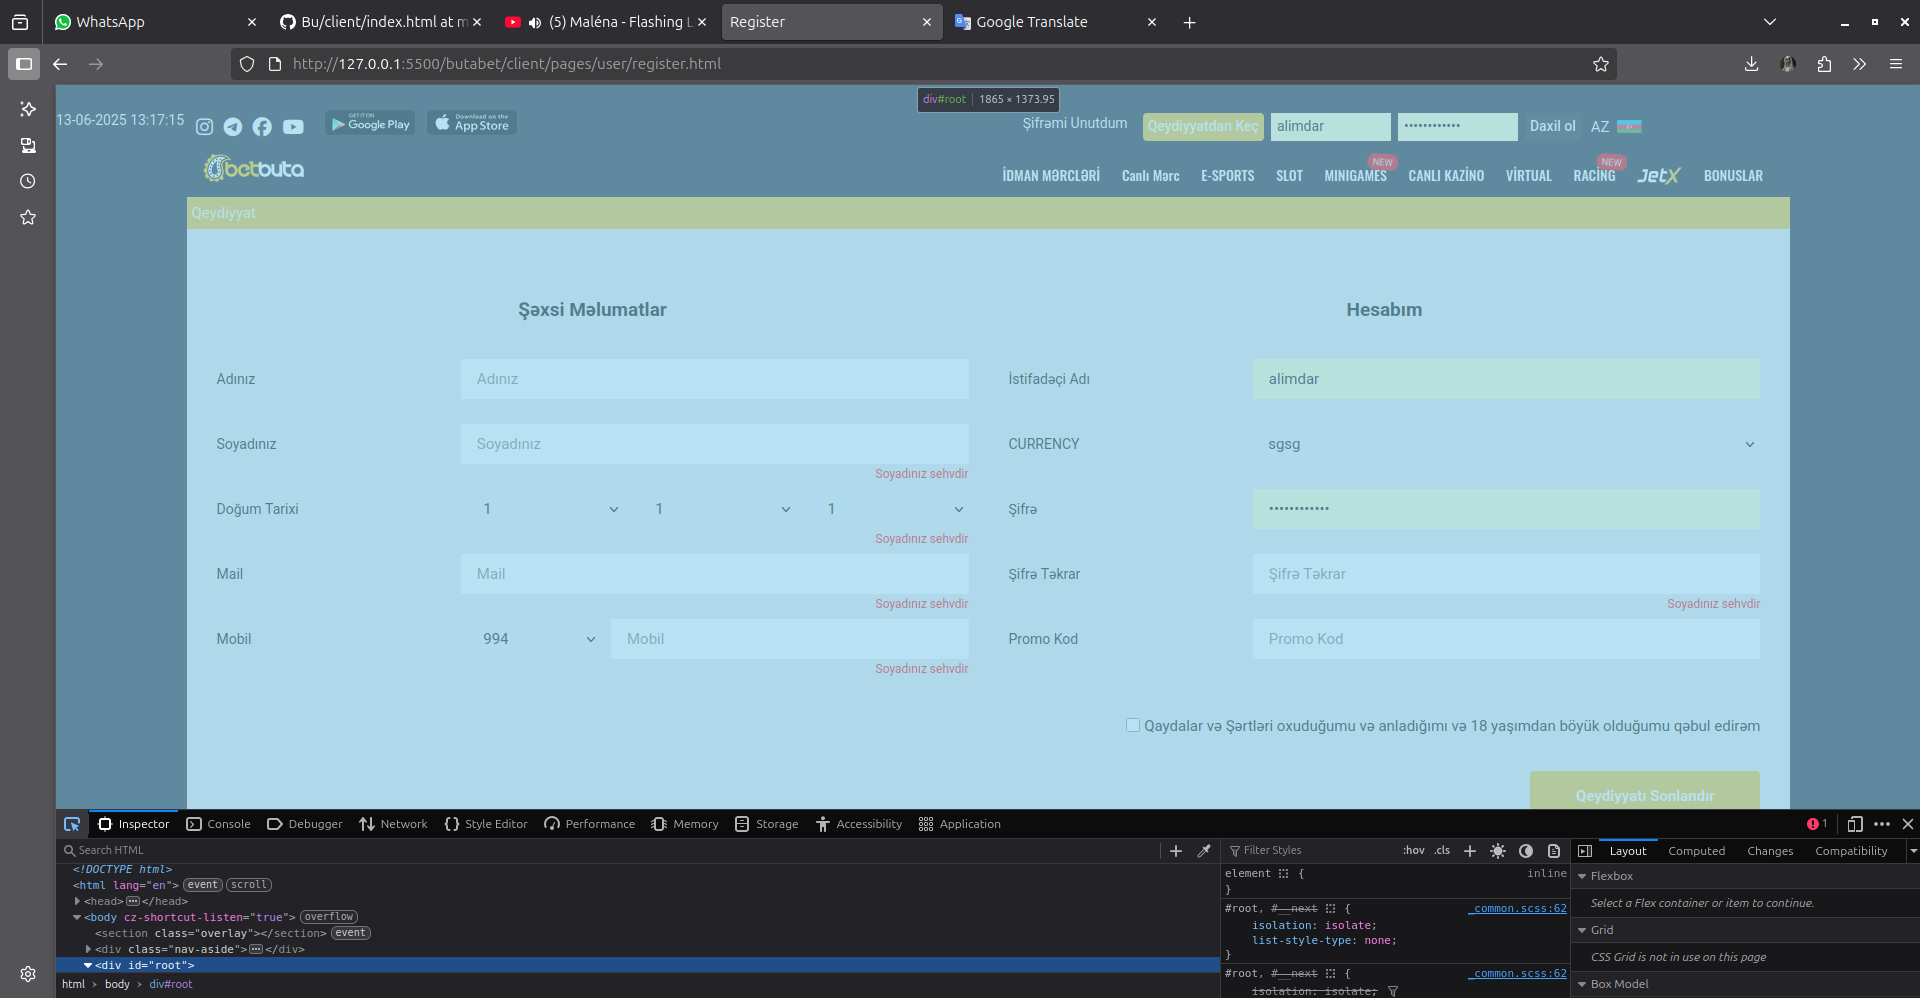 WhatsApp
Bu/client/index.html at m
(5) Maléna - Flashing L
Register
Google Translate
http://127.0.0.1:5500/butabet/client/pages/user/register.html
div#root 1865 × 1373.95
13-06-2025 13:17:15
GET IT ON
Google Play
Download on the
App Store
Şifrəmi Unutdum
Qeydiyyatdan Keç
alimdar
••••••••••••
Daxil ol
AZ
betbuta
İDMAN MƏRCLƏRİ
Canlı Mərc
E-SPORTS
SLOT
MINIGAMES
NEW
CANLI KAZİNO
VİRTUAL
RACİNG
NEW
JetX
BONUSLAR
Qeydiyyat
Şəxsi Məlumatlar
Adınız
Adınız
Soyadınız
Soyadınız
Soyadınız sehvdir
Doğum Tarixi
1
1
1
Soyadınız sehvdir
Mail
Mail
Soyadınız sehvdir
Mobil
994
Mobil
Soyadınız sehvdir
Hesabım
İstifadəçi Adı
alimdar
CURRENCY
sgsg
Şifrə
••••••••••••
Şifrə Təkrar
Şifrə Təkrar
Soyadınız sehvdir
Promo Kod
Promo Kod
Qaydalar və Şərtləri oxuduğumu və anladığımı və 18 yaşımdan böyük olduğumu qəbul edirəm
Qeydiyyatı Sonlandır
Inspector
Console
Debugger
Network
Style Editor
Performance
Memory
Storage
Accessibility
Application
1
Search HTML
<!DOCTYPE html>
<html lang="en"> event scroll
<head> ••• </head>
<body cz-shortcut-listen="true"> overflow
<section class="overlay"></section> event
<div class="nav-aside"> ••• </div>
<div id="root">
html › body › div#root
Filter Styles
:hov .cls
element { inline
}
#root, #__next { _common.scss:62
isolation: isolate;
list-style-type: none;
}
#root, #__next { _common.scss:62
isolation: isolate;
Layout
Computed
Changes
Compatibility
Flexbox
Select a Flex container or item to continue.
Grid
CSS Grid is not in use on this page
Box Model